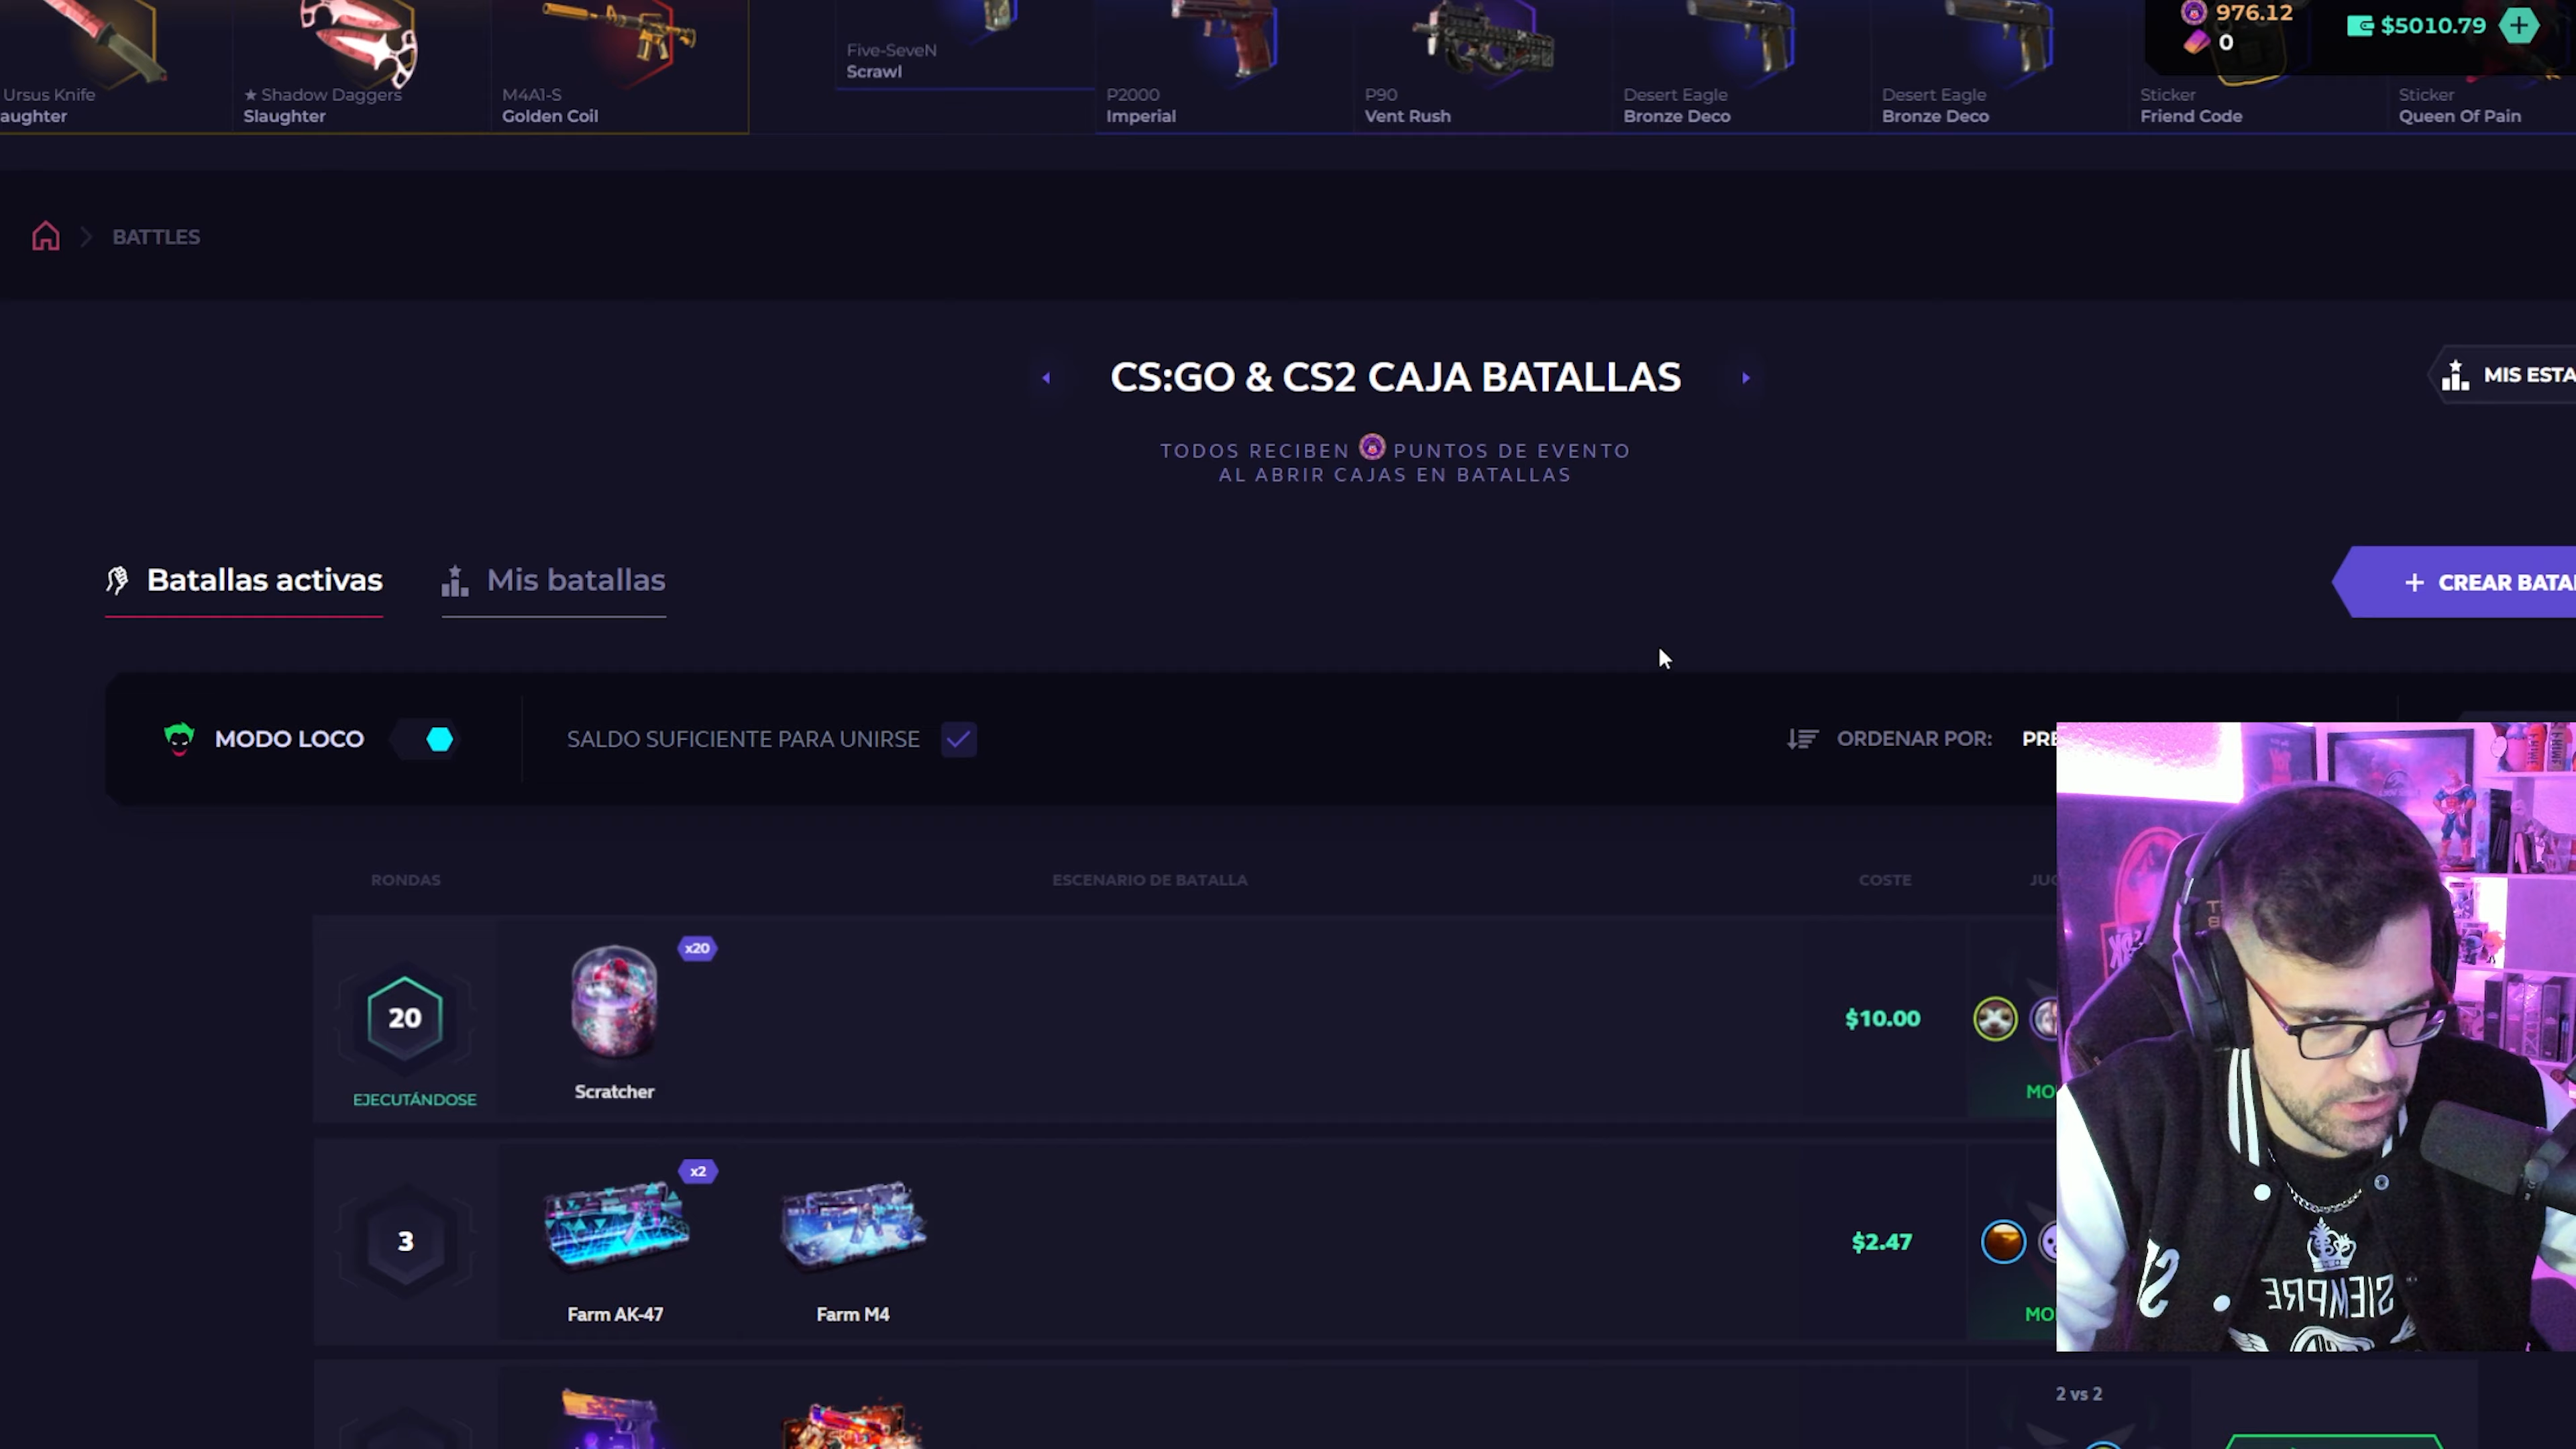 976.12
0
$5010.79
Ursus Knife
aughter
★ Shadow Daggers
Slaughter
M4A1-S
Golden Coil
Five-SeveN
Scrawl
P2000
Imperial
P90
Vent Rush
Desert Eagle
Bronze Deco
Desert Eagle
Bronze Deco
Sticker
Friend Code
Sticker
Queen Of Pain
BATTLES
CS:GO & CS2 CAJA BATALLAS
MIS ESTA
TODOS RECIBEN PUNTOS DE EVENTO
AL ABRIR CAJAS EN BATALLAS
Batallas activas
Mis batallas
+ CREAR BATA
MODO LOCO
SALDO SUFICIENTE PARA UNIRSE
ORDENAR POR: PRE
RONDAS
ESCENARIO DE BATALLA
COSTE
JUG
x20
20
$10.00
EJECUTÁNDOSE
Scratcher
MO
x2
3
$2.47
Farm AK-47
Farm M4
MO
2 vs 2
SIEMPRE